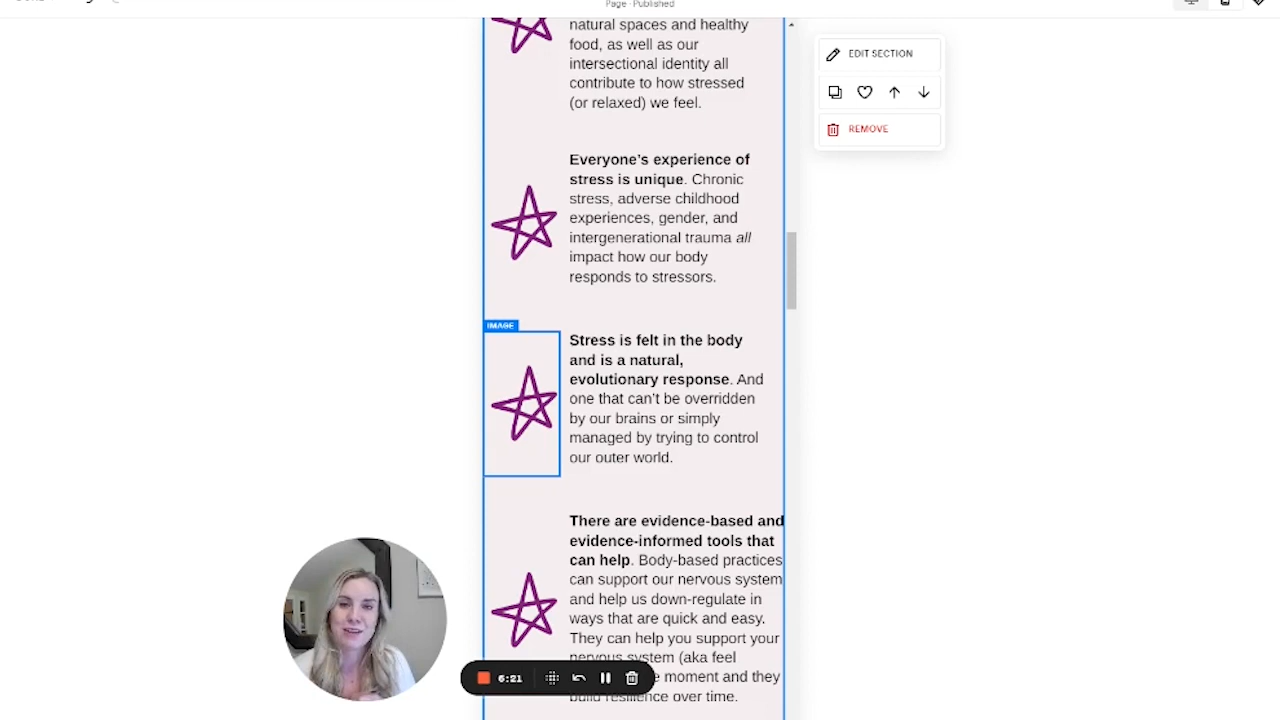 Page · Published
natural spaces and healthy
food, as well as our
intersectional identity all
contribute to how stressed
(or relaxed) we feel.
EDIT SECTION
REMOVE
Everyone’s experience of
stress is unique. Chronic
stress, adverse childhood
experiences, gender, and
intergenerational trauma all
impact how our body
responds to stressors.
IMAGE
Stress is felt in the body
and is a natural,
evolutionary response. And
one that can’t be overridden
by our brains or simply
managed by trying to control
our outer world.
There are evidence-based and
evidence-informed tools that
can help. Body-based practices
can support our nervous system
and help us down-regulate in
ways that are quick and easy.
They can help you support your
nervous system (aka feel
moment and they
build resilience over time.
6:21